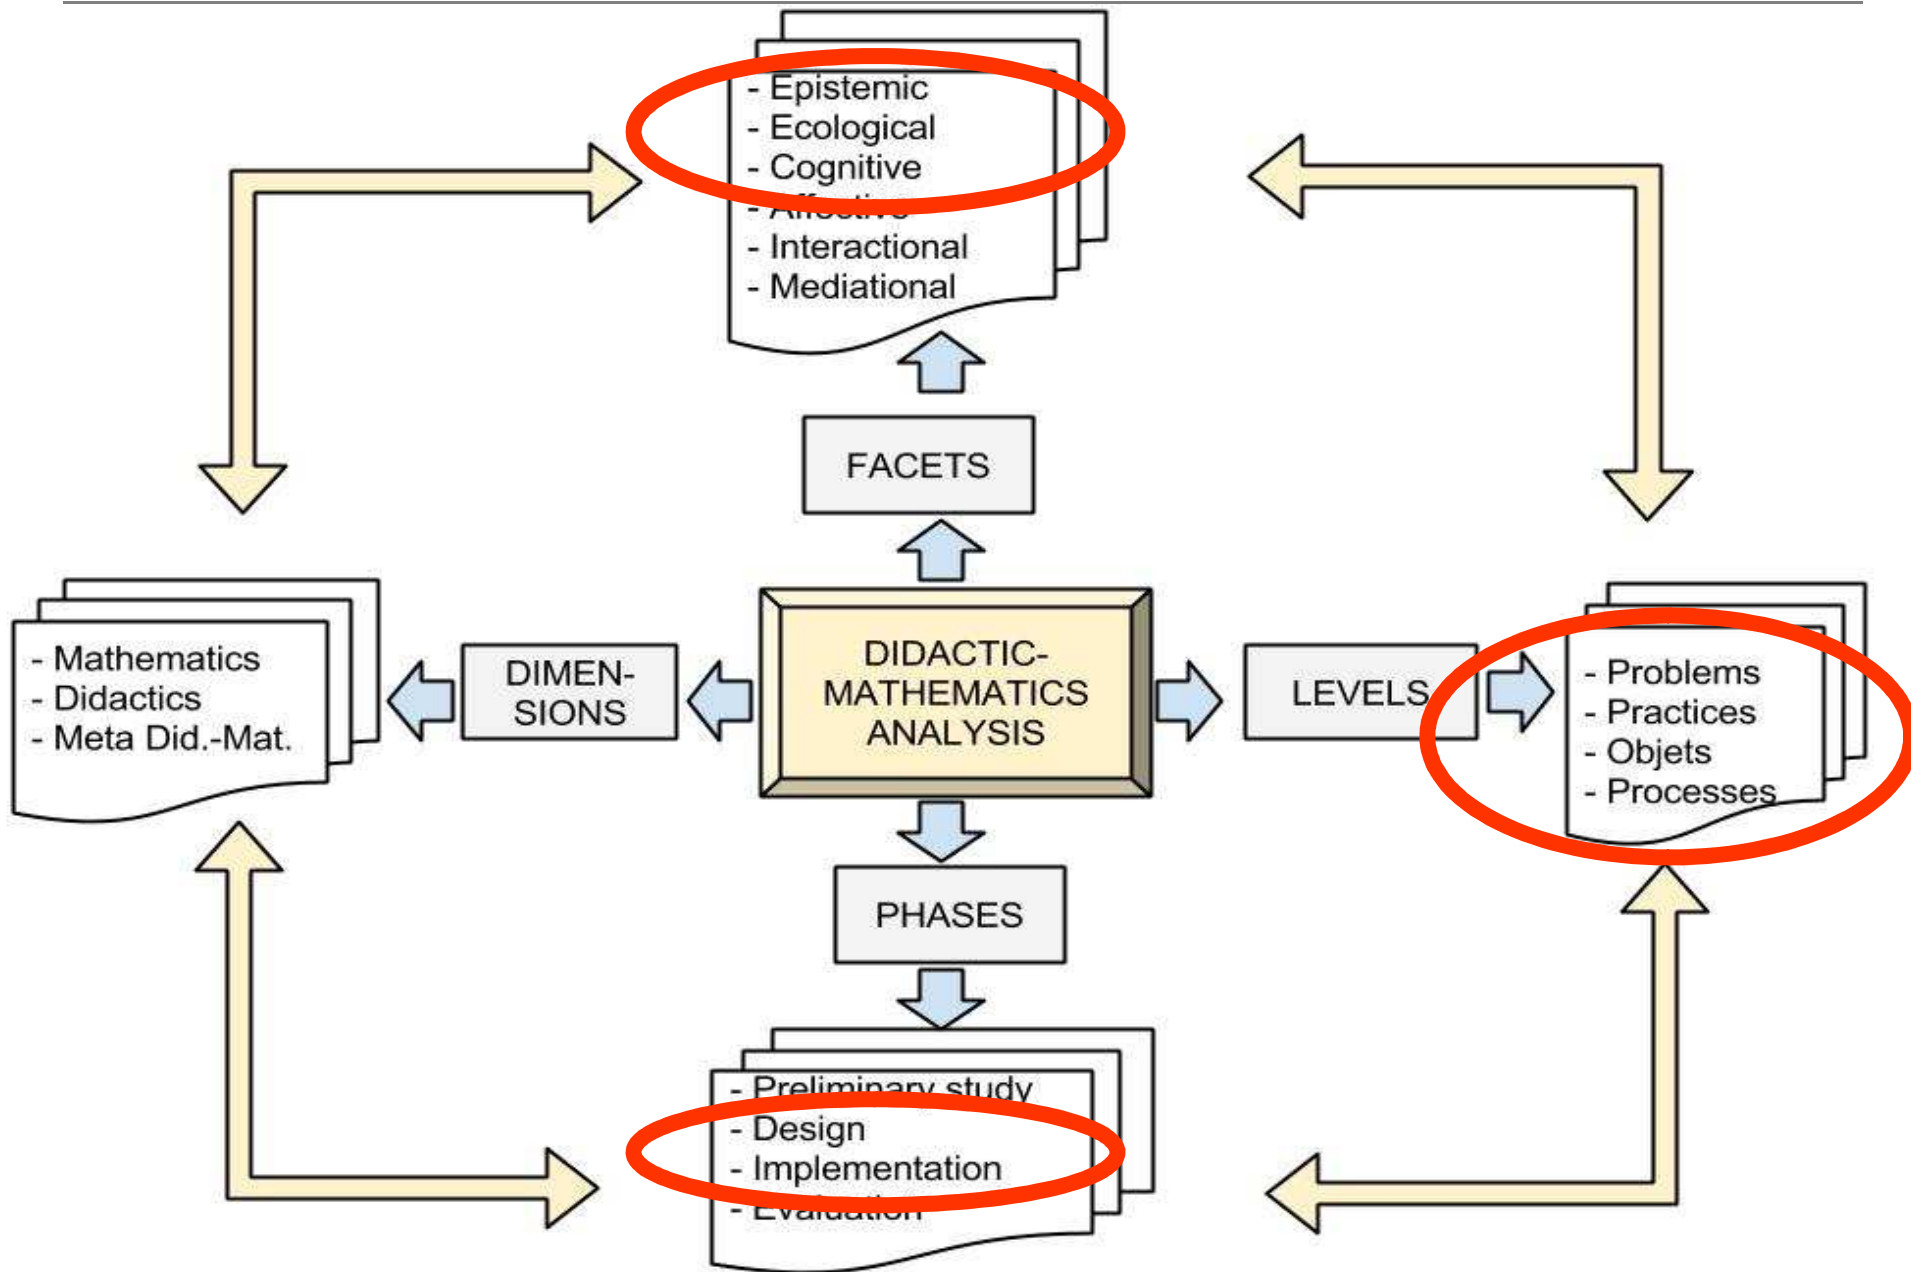 - Epistemic
- Ecological
- Cognitive
- Affective
- Interactional
- Mediational
FACETS
- Mathematics
- Didactics
- Meta Did.-Mat.
DIMEN-
SIONS
DIDACTIC-
MATHEMATICS
ANALYSIS
LEVELS
- Problems
- Practices
- Objets
- Processes
PHASES
- Preliminary study
- Design
- Implementation
- Evaluation